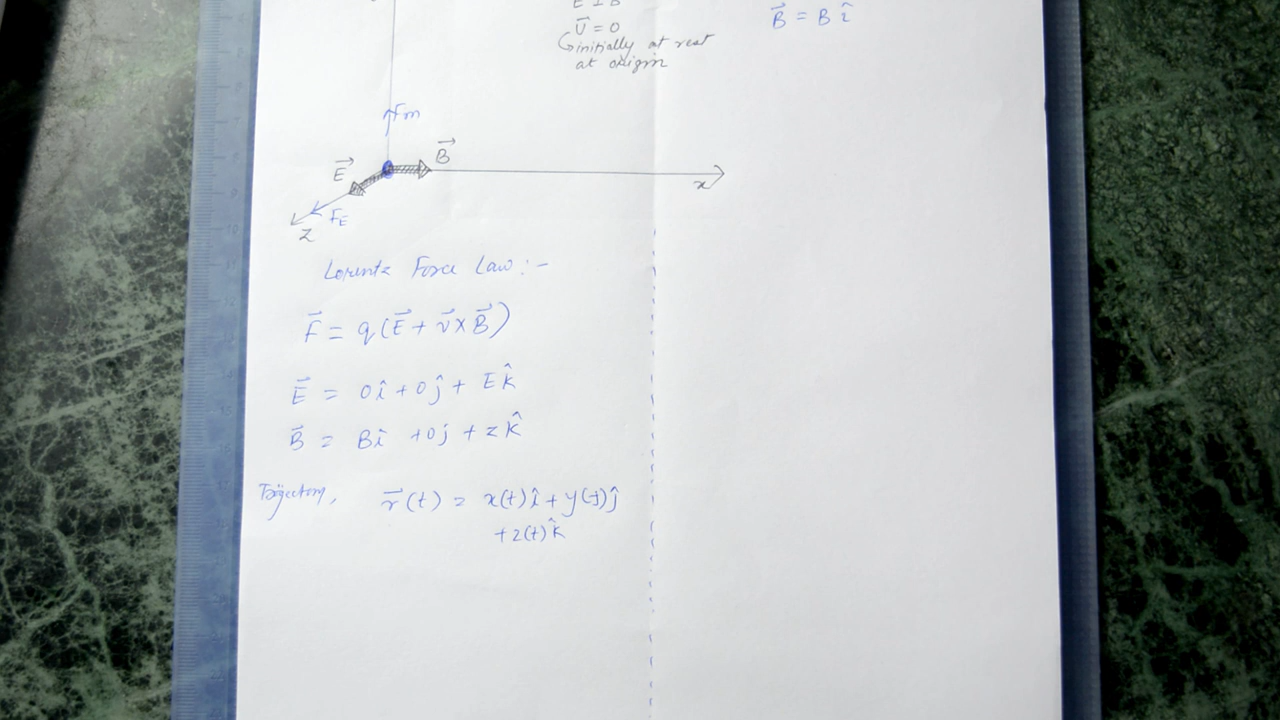 E ⊥ B
U⃗ = 0
initially at rest
at origin
B⃗ = B î
Fm
E⃗
B⃗
x
FE
Z
Lorentz Force Law :-
F⃗ = q(E⃗ + v⃗ × B⃗)
E⃗ = 0î + 0ĵ + Ek̂
B⃗ = Bî + 0ĵ + zk̂
Trajectory, r⃗(t) = x(t)î + y(t)ĵ
+ z(t)k̂